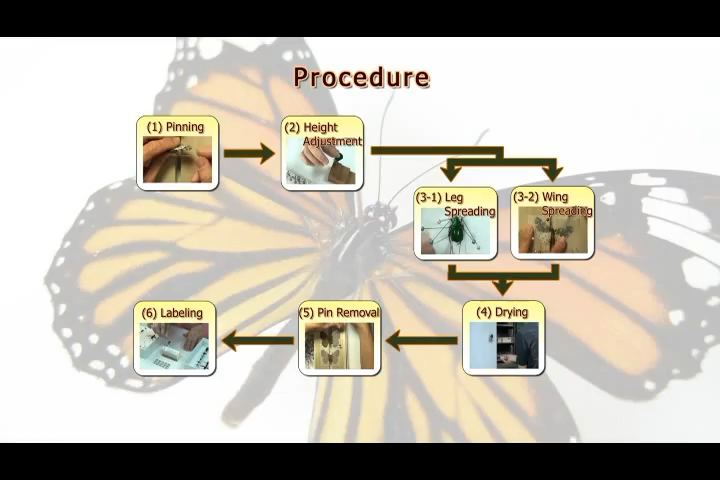 Procedure
(1) Pinning
(2) Height
Adjustment
(3-1) Leg
Spreading
(3-2) Wing
Spreading
(4) Drying
(5) Pin Removal
(6) Labeling